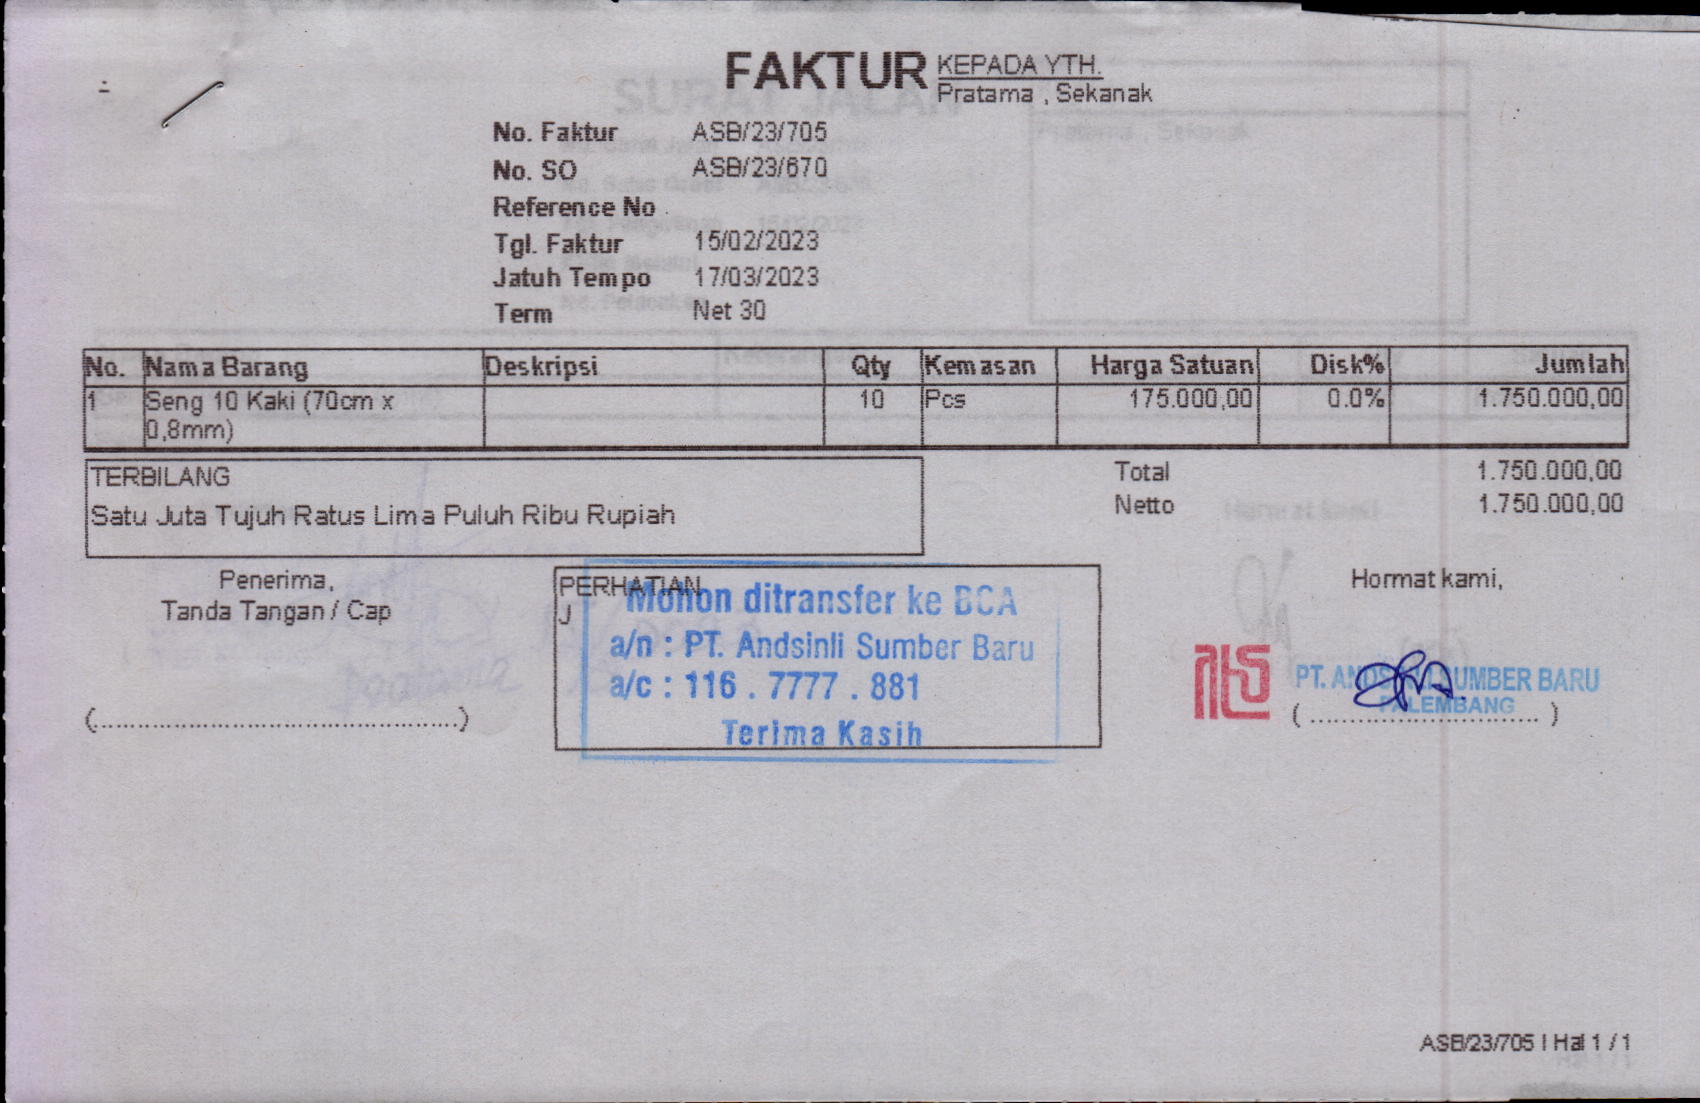 FAKTUR
KEPADA YTH.
Pratama , Sekanak
No. Faktur ASB/23/705
No. SO ASB/23/670
Reference No
Tgl. Faktur 15/02/2023
Jatuh Tempo 17/03/2023
Term Net 30
No. Nama Barang Deskripsi Qty Kemasan Harga Satuan Disk% Jumlah
1 Seng 10 Kaki (70cm x 10 Pcs 175.000,00 0.0% 1.750.000,00
0,8mm)
TERBILANG
Satu Juta Tujuh Ratus Lima Puluh Ribu Rupiah
Total 1.750.000,00
Netto 1.750.000,00
Penerima,
Tanda Tangan / Cap
(................................................)
PERHATIAN
J
Mohon ditransfer ke BCA
a/n : PT. Andsinli Sumber Baru
a/c : 116 . 7777 . 881
Terima Kasih
Hormat kami,
PT. ANDSINLI SUMBER BARU
PALEMBANG
( .............................. )
ASB/23/705 | Hal 1 / 1